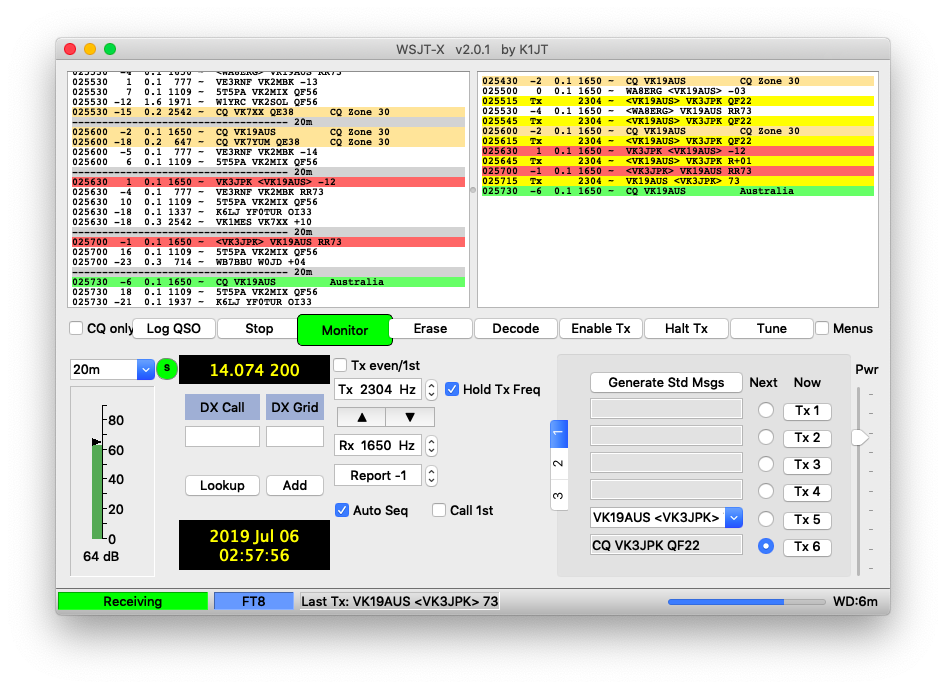 WSJT-X v2.0.1 by K1JT
025530 -4 0.1 1650 ~ <WA8ERG> VK19AUS RR73
025530 1 0.1 777 ~ VE3RNF VK2MBK -13
025530 7 0.1 1109 ~ 5T5PA VK2MIX QF56
025530 -12 1.6 1971 ~ W1YRC VK2SOL QF56
025530 -15 0.2 2542 ~ CQ VK7XX QE38 CQ Zone 30
------------------------------ 20m
025600 -2 0.1 1650 ~ CQ VK19AUS CQ Zone 30
025600 -18 0.2 647 ~ CQ VK7YUM QE38 CQ Zone 30
025600 -5 0.1 777 ~ VE3RNF VK2MBK -14
025600 6 0.1 1109 ~ 5T5PA VK2MIX QF56
------------------------------ 20m
025630 1 0.1 1650 ~ VK3JPK <VK19AUS> -12
025630 -4 0.1 777 ~ VE3RNF VK2MBK RR73
025630 10 0.1 1109 ~ 5T5PA VK2MIX QF56
025630 -18 0.1 1337 ~ K6LJ YF0TUR OI33
025630 -18 0.3 2542 ~ VK1MES VK7XX +10
------------------------------ 20m
025700 -1 0.1 1650 ~ <VK3JPK> VK19AUS RR73
025700 16 0.1 1109 ~ 5T5PA VK2MIX QF56
025700 -23 0.3 714 ~ WB7BBU W0JD +04
------------------------------ 20m
025730 -6 0.1 1650 ~ CQ VK19AUS Australia
025730 18 0.1 1109 ~ 5T5PA VK2MIX QF56
025730 -21 0.1 1937 ~ K6LJ YF0TUR OI33
025430 -2 0.1 1650 ~ CQ VK19AUS CQ Zone 30
025500 0 0.1 1650 ~ WA8ERG <VK19AUS> -03
025515 Tx 2304 ~ <VK19AUS> VK3JPK QF22
025530 -4 0.1 1650 ~ <WA8ERG> VK19AUS RR73
025545 Tx 2304 ~ <VK19AUS> VK3JPK QF22
025600 -2 0.1 1650 ~ CQ VK19AUS CQ Zone 30
025615 Tx 2304 ~ <VK19AUS> VK3JPK QF22
025630 1 0.1 1650 ~ VK3JPK <VK19AUS> -12
025645 Tx 2304 ~ <VK19AUS> VK3JPK R+01
025700 -1 0.1 1650 ~ <VK3JPK> VK19AUS RR73
025715 Tx 2304 ~ VK19AUS <VK3JPK> 73
025730 -6 0.1 1650 ~ CQ VK19AUS Australia
CQ only Log QSO Stop Monitor Erase Decode Enable Tx Halt Tx Tune Menus
20m S 14.074 200
80
60
40
20
0
64 dB
DX Call DX Grid
Lookup Add
2019 Jul 06
02:57:56
Tx even/1st
Tx 2304 Hz Hold Tx Freq
▲ ▼
Rx 1650 Hz
Report -1
Auto Seq Call 1st
1
2
3
Generate Std Msgs Next Now
Tx 1
Tx 2
Tx 3
Tx 4
VK19AUS <VK3JPK> Tx 5
CQ VK3JPK QF22 Tx 6
Pwr
Receiving FT8 Last Tx: VK19AUS <VK3JPK> 73 WD:6m